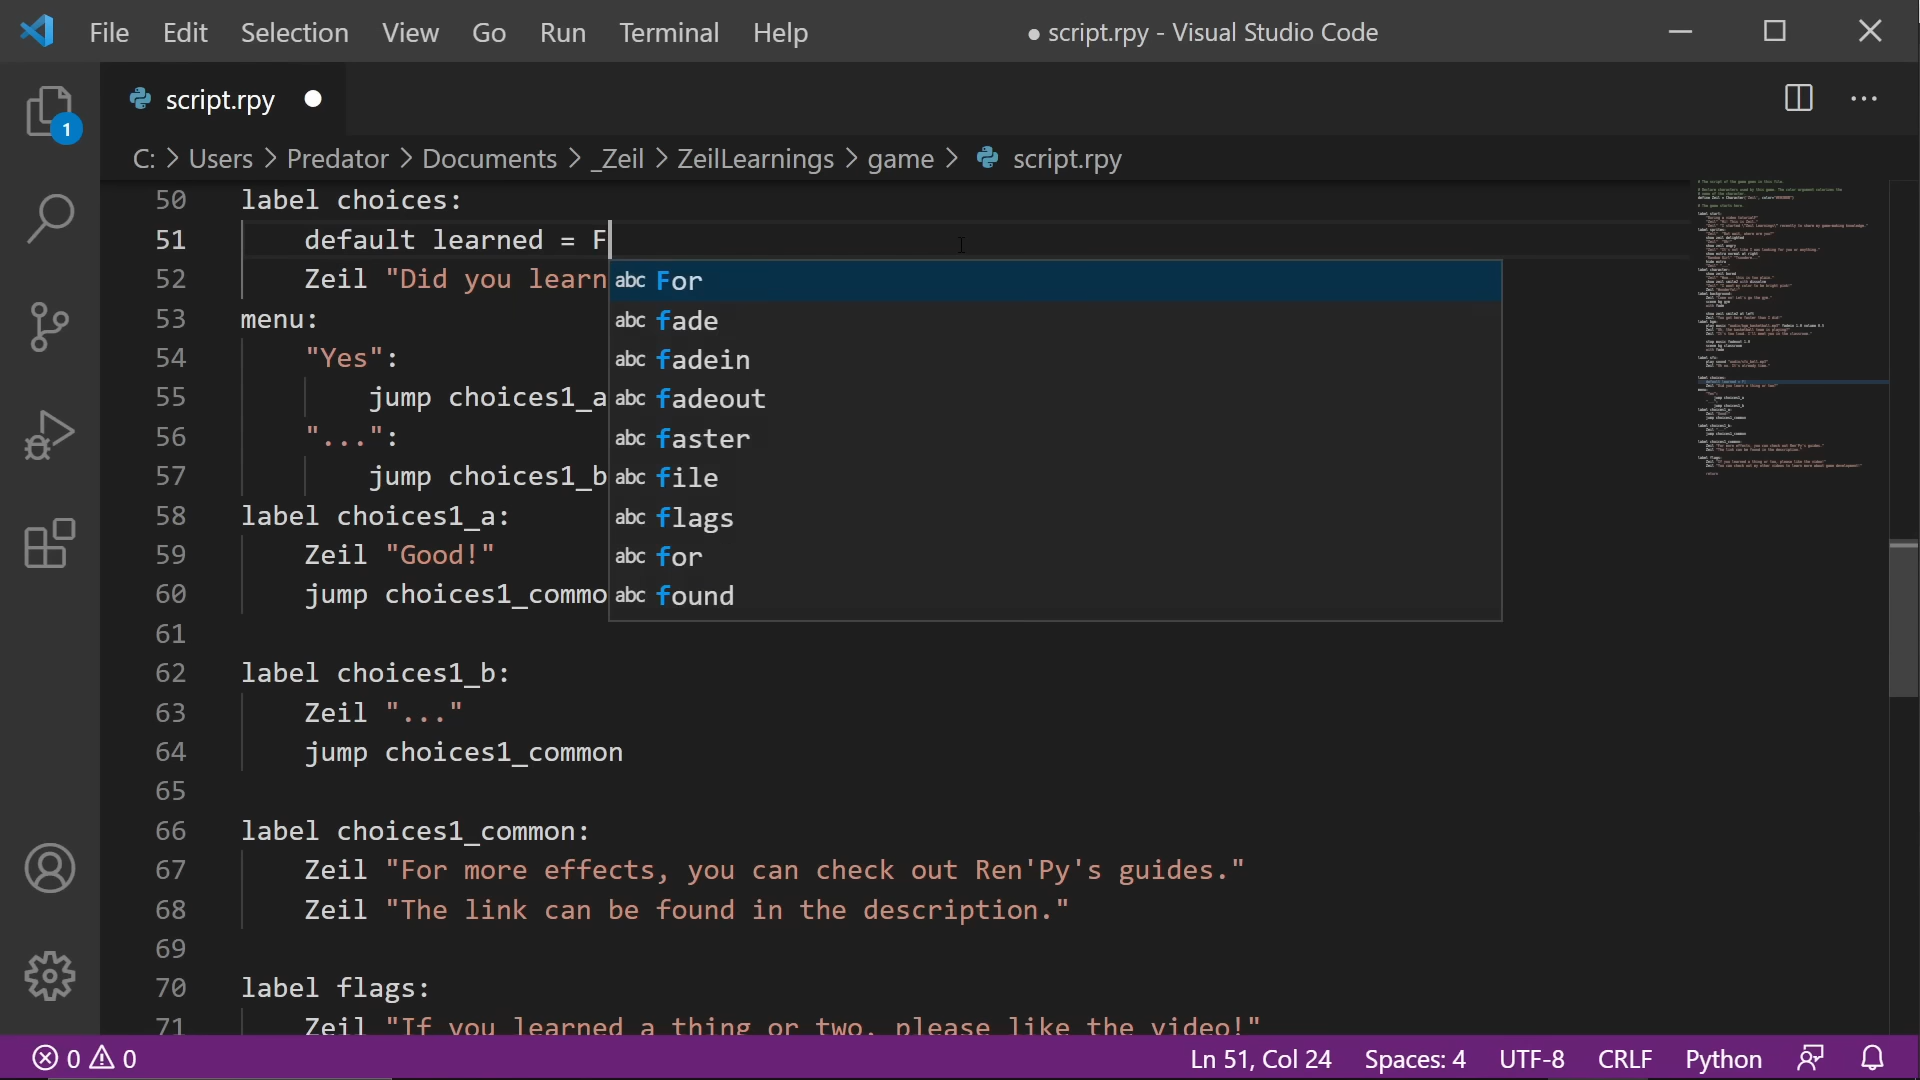 File Edit Selection View Go Run Terminal Help ● script.rpy - Visual Studio Code
script.rpy
1
C: > Users > Predator > Documents > _Zeil > ZeilLearnings > game > script.rpy
50 label choices:
51 default learned = F
52 Zeil "Did you learn
abc For
53 menu:
abc fade
54 "Yes":
abc fadein
55 jump choices1_a
abc fadeout
56 "...":
abc faster
57 jump choices1_b
abc file
58 label choices1_a:
abc flags
59 Zeil "Good!"
abc for
60 jump choices1_commo
abc found
61
62 label choices1_b:
63 Zeil "..."
64 jump choices1_common
65
66 label choices1_common:
67 Zeil "For more effects, you can check out Ren'Py's guides."
68 Zeil "The link can be found in the description."
69
70 label flags:
71 Zeil "If you learned a thing or two, please like the video!"
0 0 Ln 51, Col 24 Spaces: 4 UTF-8 CRLF Python